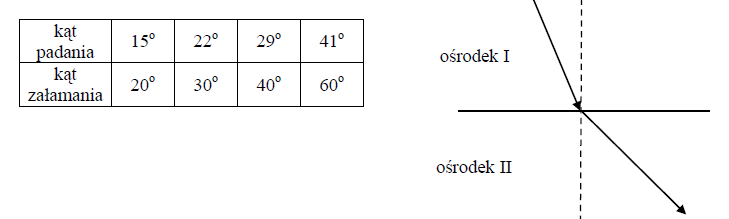 kąt
padania
15° 22° 29° 41°
kąt
załamania
20° 30° 40° 60°
ośrodek I
ośrodek II